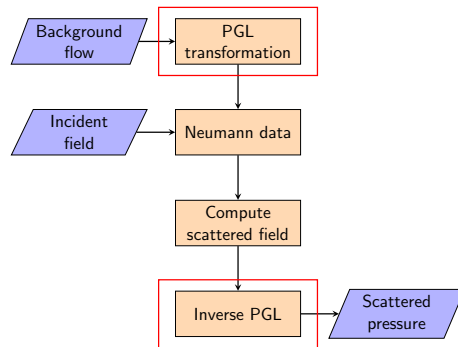 Background
flow
PGL
transformation
Incident
field
Neumann data
Compute
scattered field
Inverse PGL
Scattered
pressure